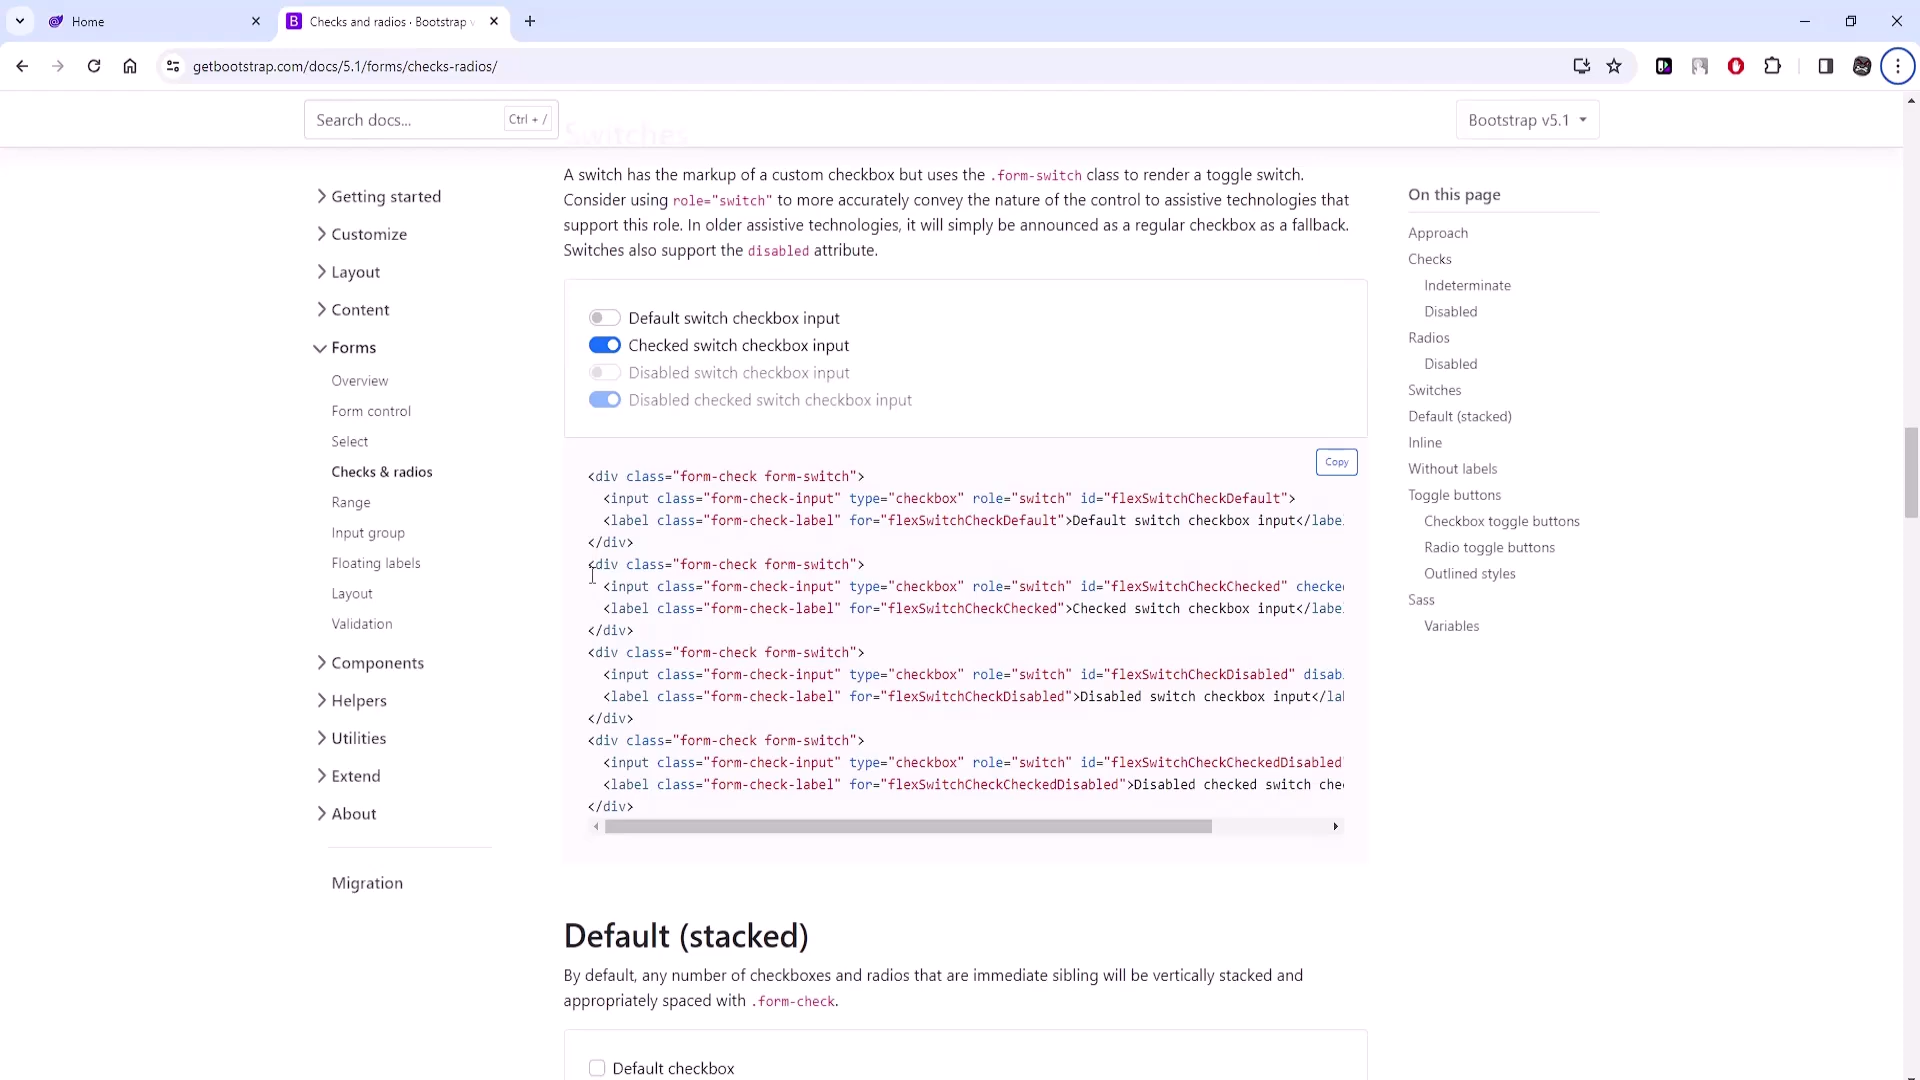 Home
Checks and radios · Bootstrap v
getbootstrap.com/docs/5.1/forms/checks-radios/
Search docs...
Ctrl + /
Switches
Bootstrap v5.1
Getting started
Customize
Layout
Content
Forms
Overview
Form control
Select
Checks & radios
Range
Input group
Floating labels
Layout
Validation
Components
Helpers
Utilities
Extend
About
Migration
A switch has the markup of a custom checkbox but uses the .form-switch class to render a toggle switch.
Consider using role="switch" to more accurately convey the nature of the control to assistive technologies that
support this role. In older assistive technologies, it will simply be announced as a regular checkbox as a fallback.
Switches also support the disabled attribute.
Default switch checkbox input
Checked switch checkbox input
Disabled switch checkbox input
Disabled checked switch checkbox input
Copy
<div class="form-check form-switch">
  <input class="form-check-input" type="checkbox" role="switch" id="flexSwitchCheckDefault">
  <label class="form-check-label" for="flexSwitchCheckDefault">Default switch checkbox input</labe
</div>
<div class="form-check form-switch">
  <input class="form-check-input" type="checkbox" role="switch" id="flexSwitchCheckChecked" checke
  <label class="form-check-label" for="flexSwitchCheckChecked">Checked switch checkbox input</labe
</div>
<div class="form-check form-switch">
  <input class="form-check-input" type="checkbox" role="switch" id="flexSwitchCheckDisabled" disab
  <label class="form-check-label" for="flexSwitchCheckDisabled">Disabled switch checkbox input</la
</div>
<div class="form-check form-switch">
  <input class="form-check-input" type="checkbox" role="switch" id="flexSwitchCheckCheckedDisabled"
  <label class="form-check-label" for="flexSwitchCheckCheckedDisabled">Disabled checked switch che
</div>
Default (stacked)
By default, any number of checkboxes and radios that are immediate sibling will be vertically stacked and
appropriately spaced with .form-check.
Default checkbox
On this page
Approach
Checks
Indeterminate
Disabled
Radios
Disabled
Switches
Default (stacked)
Inline
Without labels
Toggle buttons
Checkbox toggle buttons
Radio toggle buttons
Outlined styles
Sass
Variables